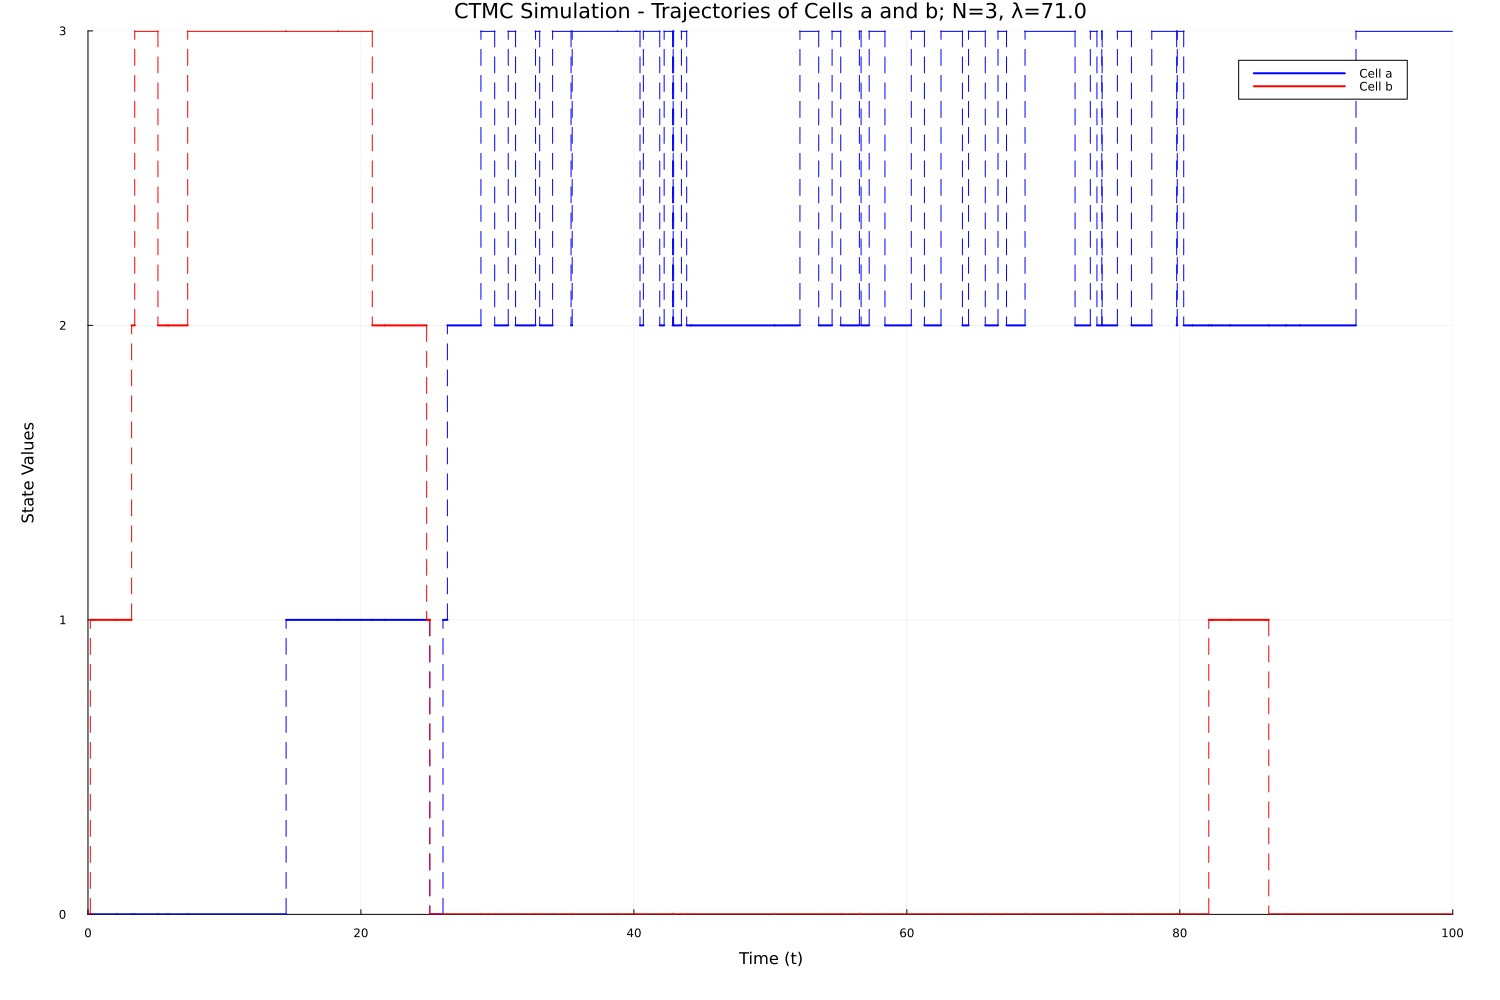 CTMC Simulation - Trajectories of Cells a and b; N=3, λ=71.0
3
Cell a
Cell b
2
State Values
1
0
0 20 40 60 80 100
Time (t)